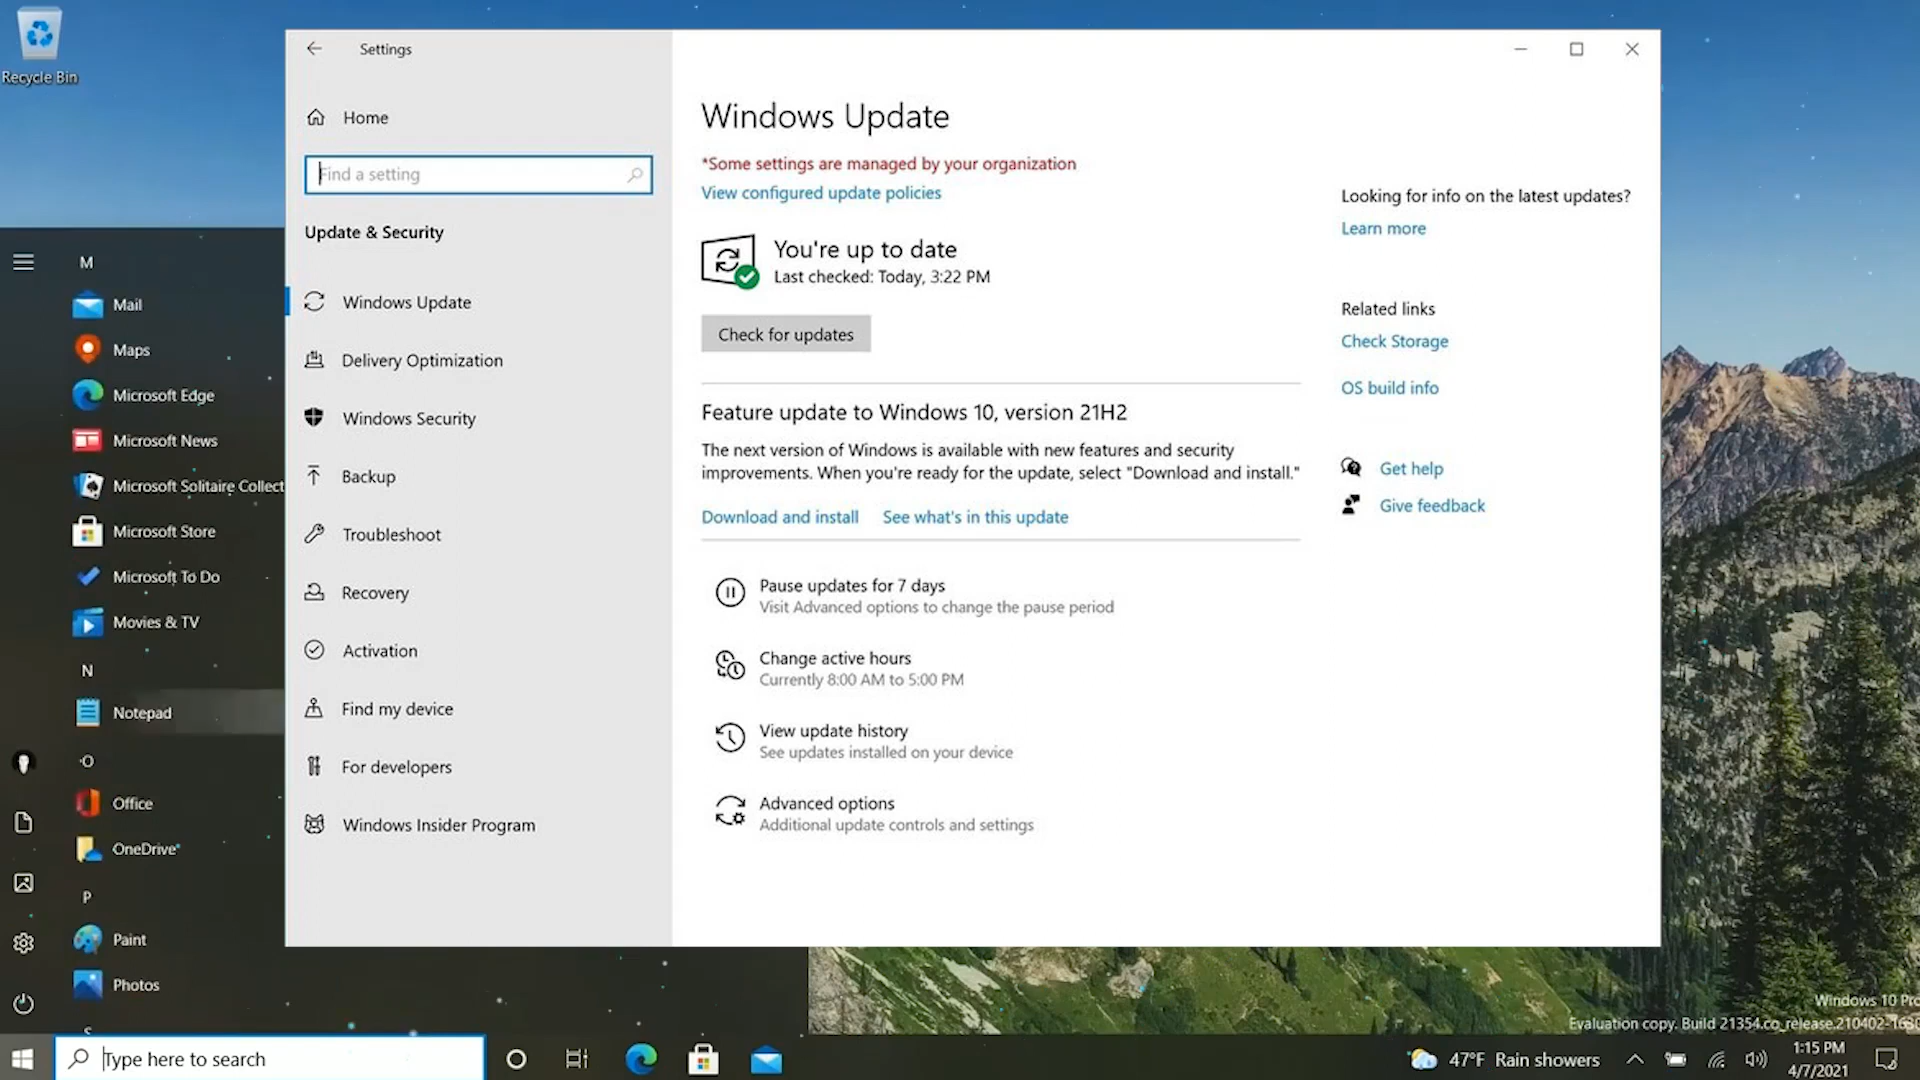 Recycle Bin
Settings
Home
Find a setting
Update & Security
Windows Update
Delivery Optimization
Windows Security
Backup
Troubleshoot
Recovery
Activation
Find my device
For developers
Windows Insider Program
Windows Update
*Some settings are managed by your organization
View configured update policies
You're up to date
Last checked: Today, 3:22 PM
Check for updates
Feature update to Windows 10, version 21H2
The next version of Windows is available with new features and security
improvements. When you're ready for the update, select "Download and install."
Download and install See what's in this update
Pause updates for 7 days
Visit Advanced options to change the pause period
Change active hours
Currently 8:00 AM to 5:00 PM
View update history
See updates installed on your device
Advanced options
Additional update controls and settings
Looking for info on the latest updates?
Learn more
Related links
Check Storage
OS build info
Get help
Give feedback
M
Mail
Maps
Microsoft Edge
Microsoft News
Microsoft Solitaire Collect
Microsoft Store
Microsoft To Do
Movies & TV
N
Notepad
O
Office
OneDrive
P
Paint
Photos
Windows 10 Pro
Evaluation copy. Build 21354.co_release.210402-1630
Type here to search
47°F Rain showers
1:15 PM
4/7/2021